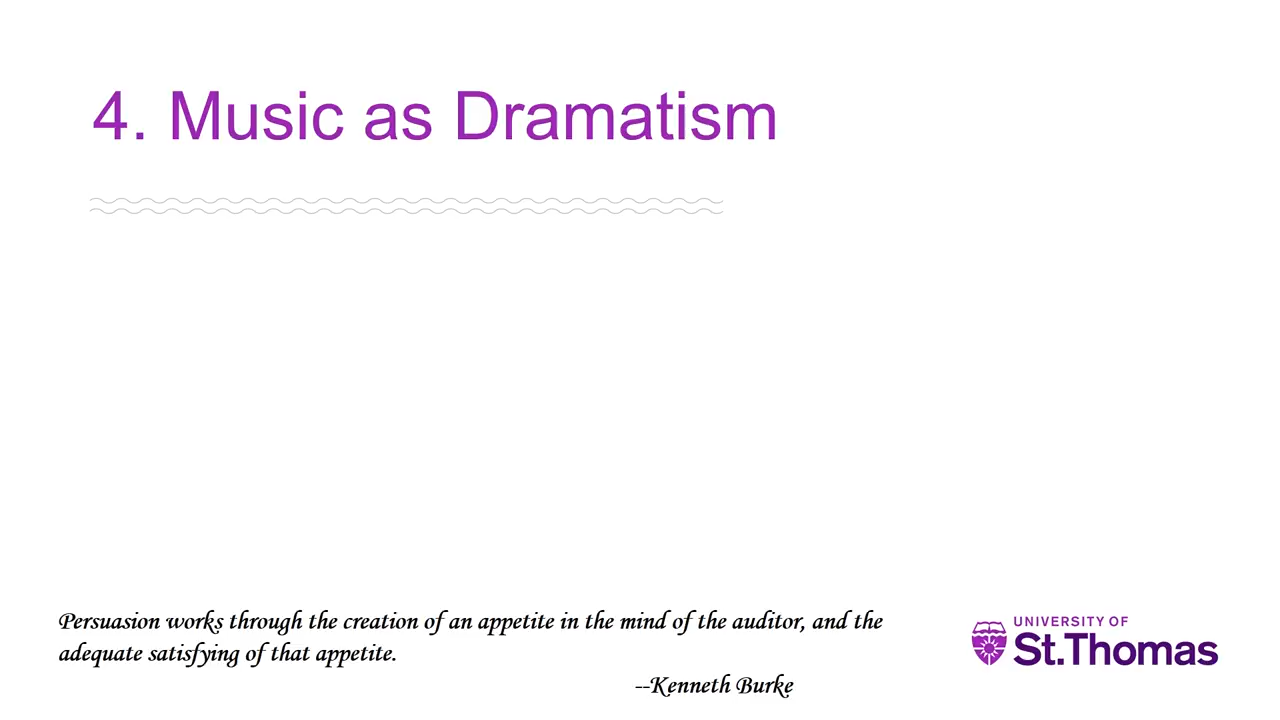 4. Music as Dramatism
Persuasion works through the creation of an appetite in the mind of the auditor, and the
adequate satisfying of that appetite.
--Kenneth Burke
UNIVERSITY OF
St.Thomas